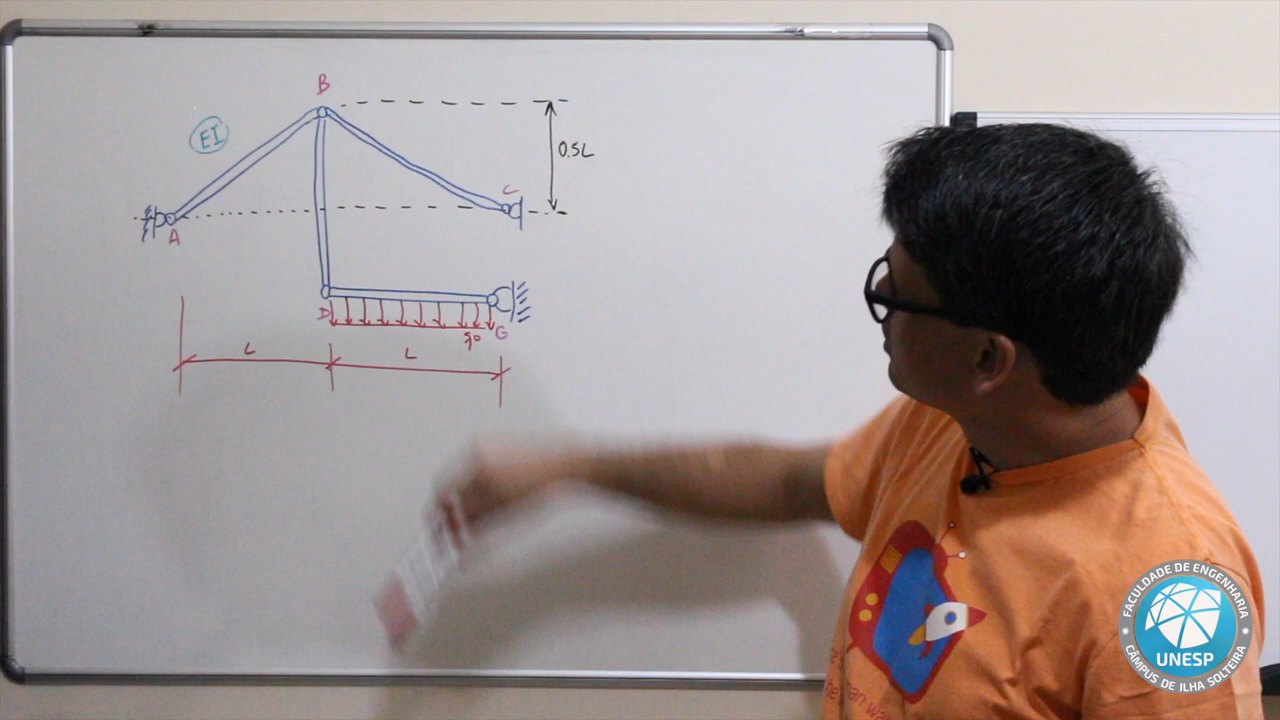 B
EI
0.5L
C
A
D
G
q0
L
L
FACULDADE DE ENGENHARIA
UNESP
CÂMPUS DE ILHA SOLTEIRA